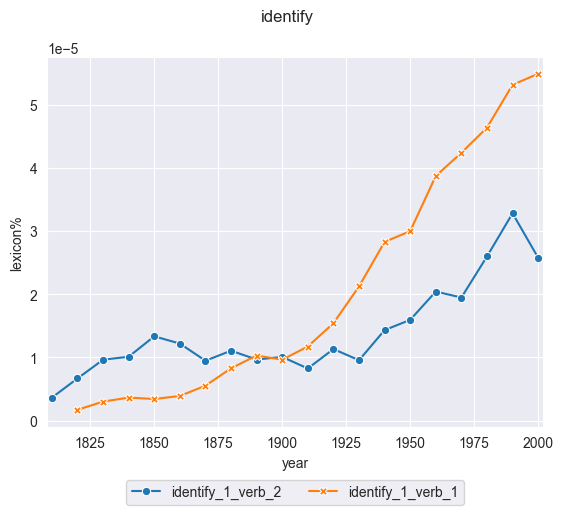 identify
1e−5
5
4
3
2
1
0
lexicon%
1825 1850 1875 1900 1925 1950 1975 2000
year
identify_1_verb_2 identify_1_verb_1